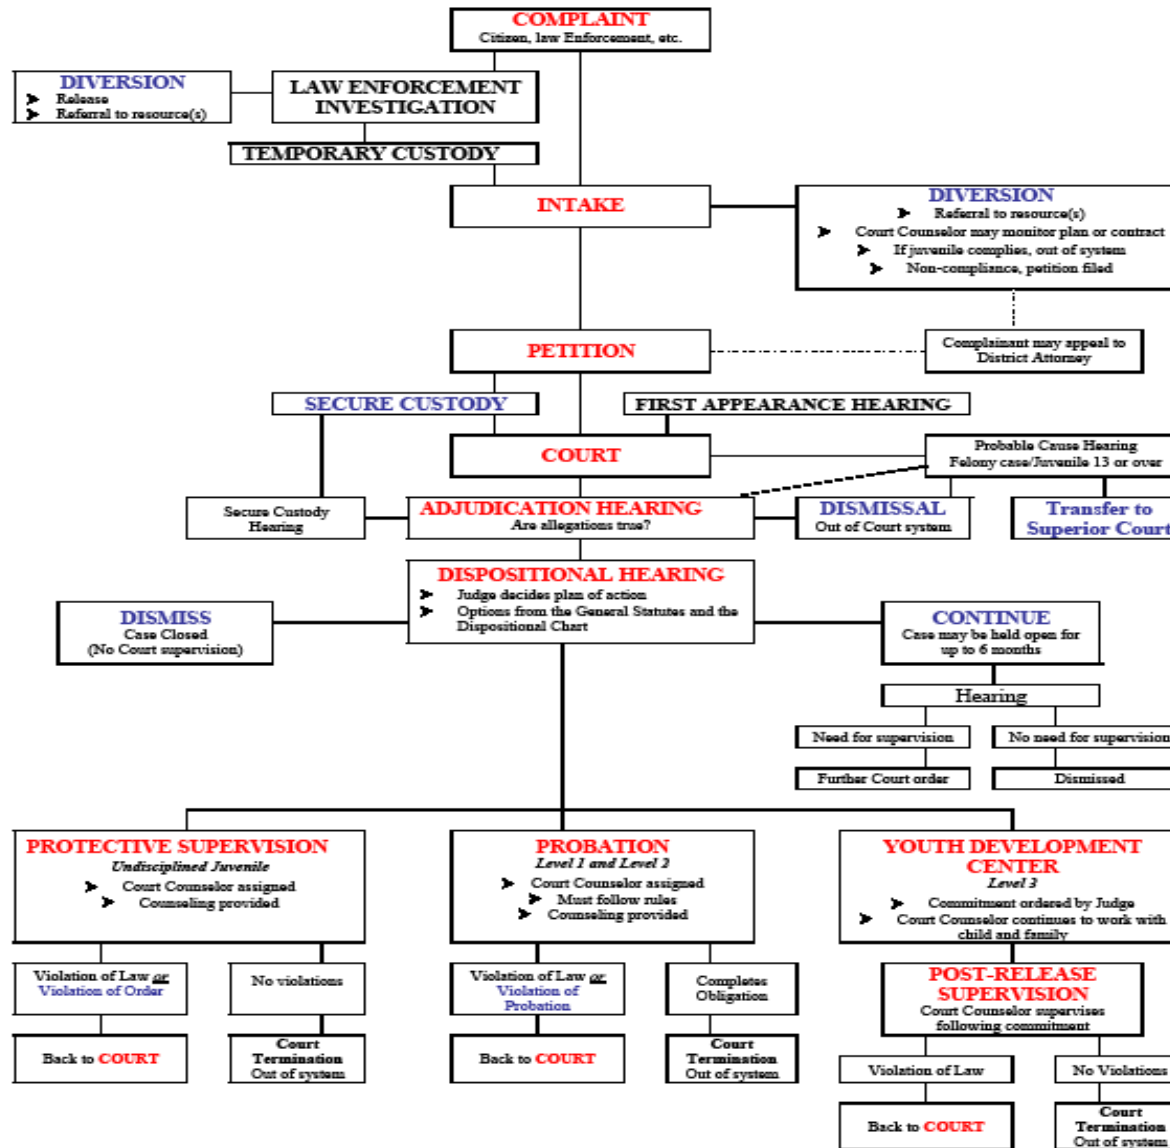 COMPLAINT
Citizen, law Enforcement, etc.
DIVERSION
➤ Release
➤ Referral to resource(s)
LAW ENFORCEMENT
INVESTIGATION
TEMPORARY CUSTODY
INTAKE
DIVERSION
➤ Referral to resource(s)
➤ Court Counselor may monitor plan or contract
➤ If juvenile complies, out of system
➤ Non-compliance, petition filed
PETITION
Complainant may appeal to
District Attorney
SECURE CUSTODY
FIRST APPEARANCE HEARING
COURT
Probable Cause Hearing
Felony case/Juvenile 13 or over
Secure Custody
Hearing
ADJUDICATION HEARING
Are allegations true?
DISMISSAL
Out of Court system
Transfer to
Superior Court
DISPOSITIONAL HEARING
➤ Judge decides plan of action
➤ Options from the General Statutes and the
Dispositional Chart
DISMISS
Case Closed
(No Court supervision)
CONTINUE
Case may be held open for
up to 6 months
Hearing
Need for supervision
No need for supervision
Further Court order
Dismissed
PROTECTIVE SUPERVISION
Undisciplined Juvenile
➤ Court Counselor assigned
➤ Counseling provided
PROBATION
Level 1 and Level 2
➤ Court Counselor assigned
➤ Must follow rules
➤ Counseling provided
YOUTH DEVELOPMENT
CENTER
Level 3
➤ Commitment ordered by Judge
➤ Court Counselor continues to work with
child and family
Violation of Law or
Violation of Order
No violations
Violation of Law or
Violation of
Probation
Completes
Obligation
POST-RELEASE
SUPERVISION
Court Counselor supervises
following commitment
Back to COURT
Court
Termination
Out of system
Back to COURT
Court
Termination
Out of system
Violation of Law
No Violations
Back to COURT
Court
Termination
Out of system